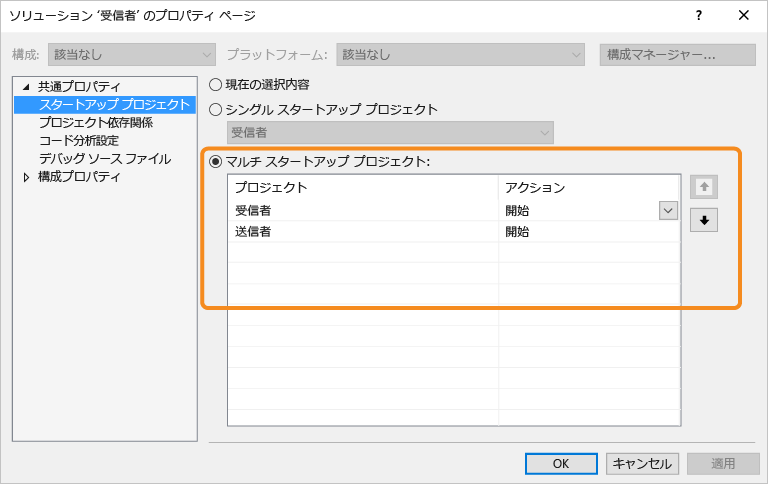 ソリューション '受信者' のプロパティ ページ
?
構成: 該当なし プラットフォーム: 該当なし 構成マネージャー...
共通プロパティ
スタートアップ プロジェクト
プロジェクト依存関係
コード分析設定
デバッグ ソース ファイル
構成プロパティ
現在の選択内容
シングル スタートアップ プロジェクト
受信者
マルチ スタートアップ プロジェクト:
プロジェクト アクション
受信者 開始
送信者 開始
OK キャンセル 適用